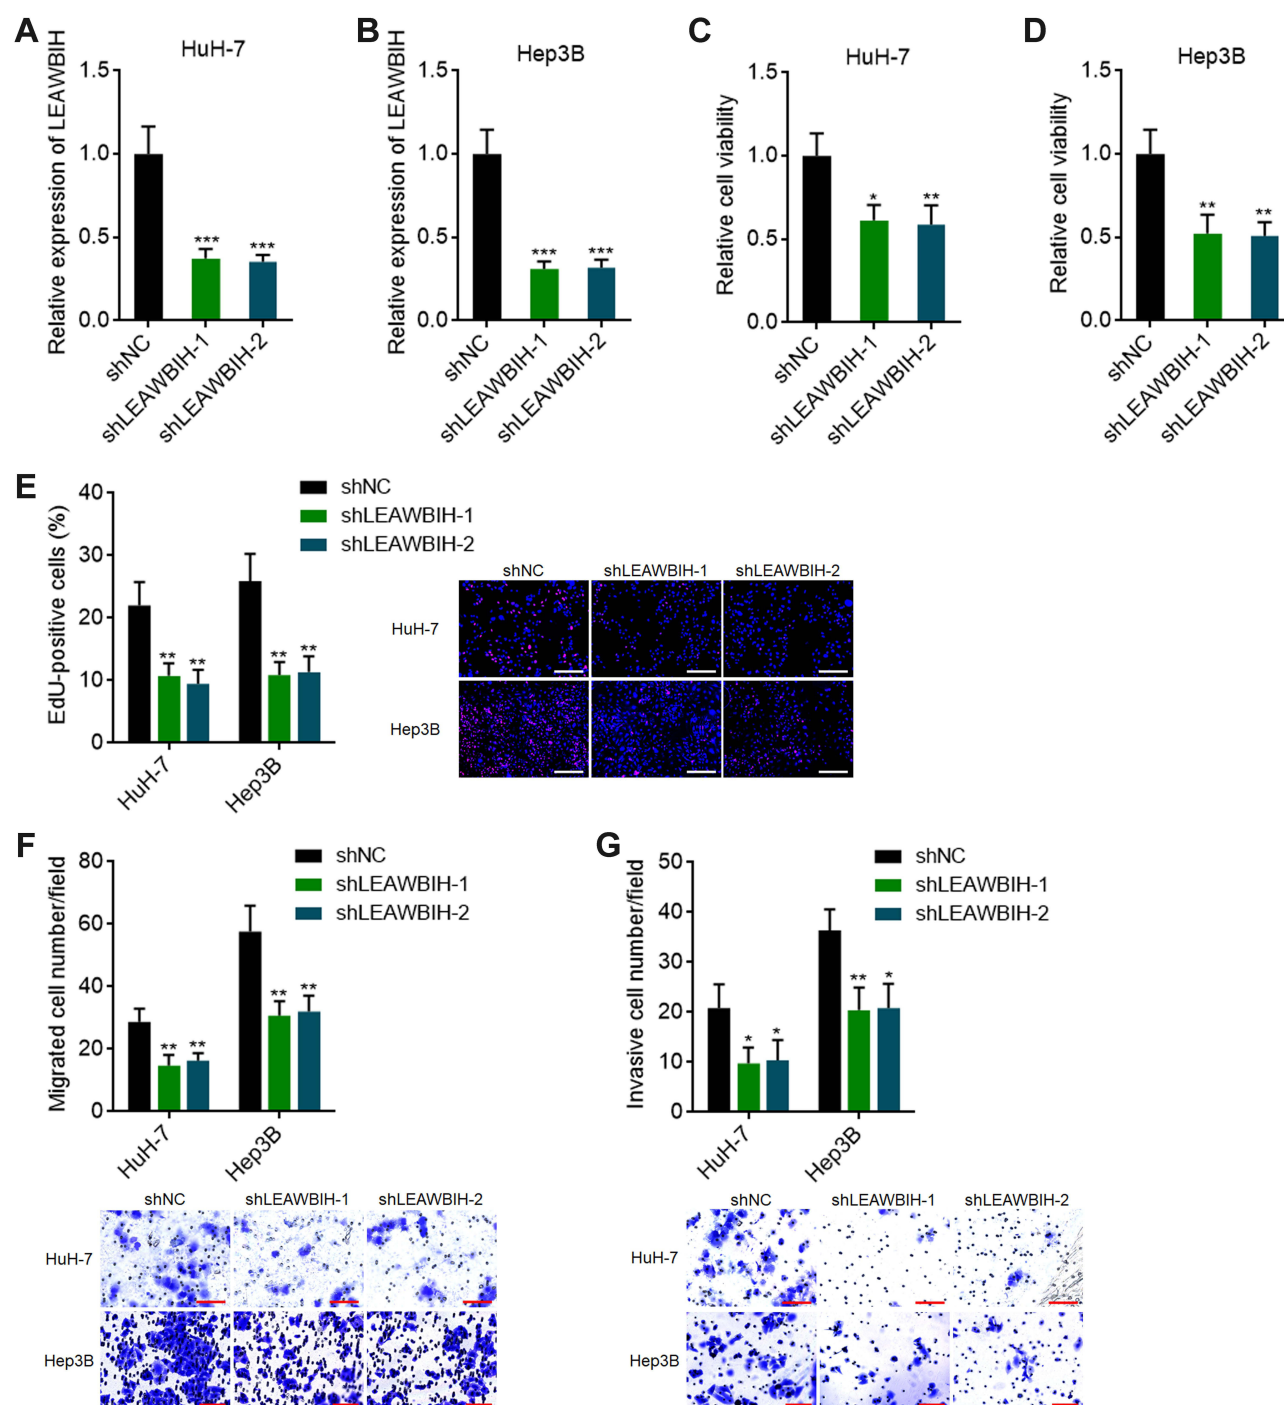 A
HuH-7
Relative expression of LEAWBIH
1.5
1.0
0.5
0.0
***
***
shNC
shLEAWBIH-1
shLEAWBIH-2
B
Hep3B
Relative expression of LEAWBIH
1.5
1.0
0.5
0.0
***
***
shNC
shLEAWBIH-1
shLEAWBIH-2
C
HuH-7
Relative cell viability
1.5
1.0
0.5
0.0
*
**
shNC
shLEAWBIH-1
shLEAWBIH-2
D
Hep3B
Relative cell viability
1.5
1.0
0.5
0.0
**
**
shNC
shLEAWBIH-1
shLEAWBIH-2
E
EdU-positive cells (%)
40
30
20
10
0
**
**
**
**
HuH-7
Hep3B
shNC
shLEAWBIH-1
shLEAWBIH-2
shNC
shLEAWBIH-1
shLEAWBIH-2
HuH-7
Hep3B
F
Migrated cell number/field
80
60
40
20
0
**
**
**
**
HuH-7
Hep3B
shNC
shLEAWBIH-1
shLEAWBIH-2
shNC
shLEAWBIH-1
shLEAWBIH-2
HuH-7
Hep3B
G
Invasive cell number/field
50
40
30
20
10
0
*
*
**
*
HuH-7
Hep3B
shNC
shLEAWBIH-1
shLEAWBIH-2
shNC
shLEAWBIH-1
shLEAWBIH-2
HuH-7
Hep3B